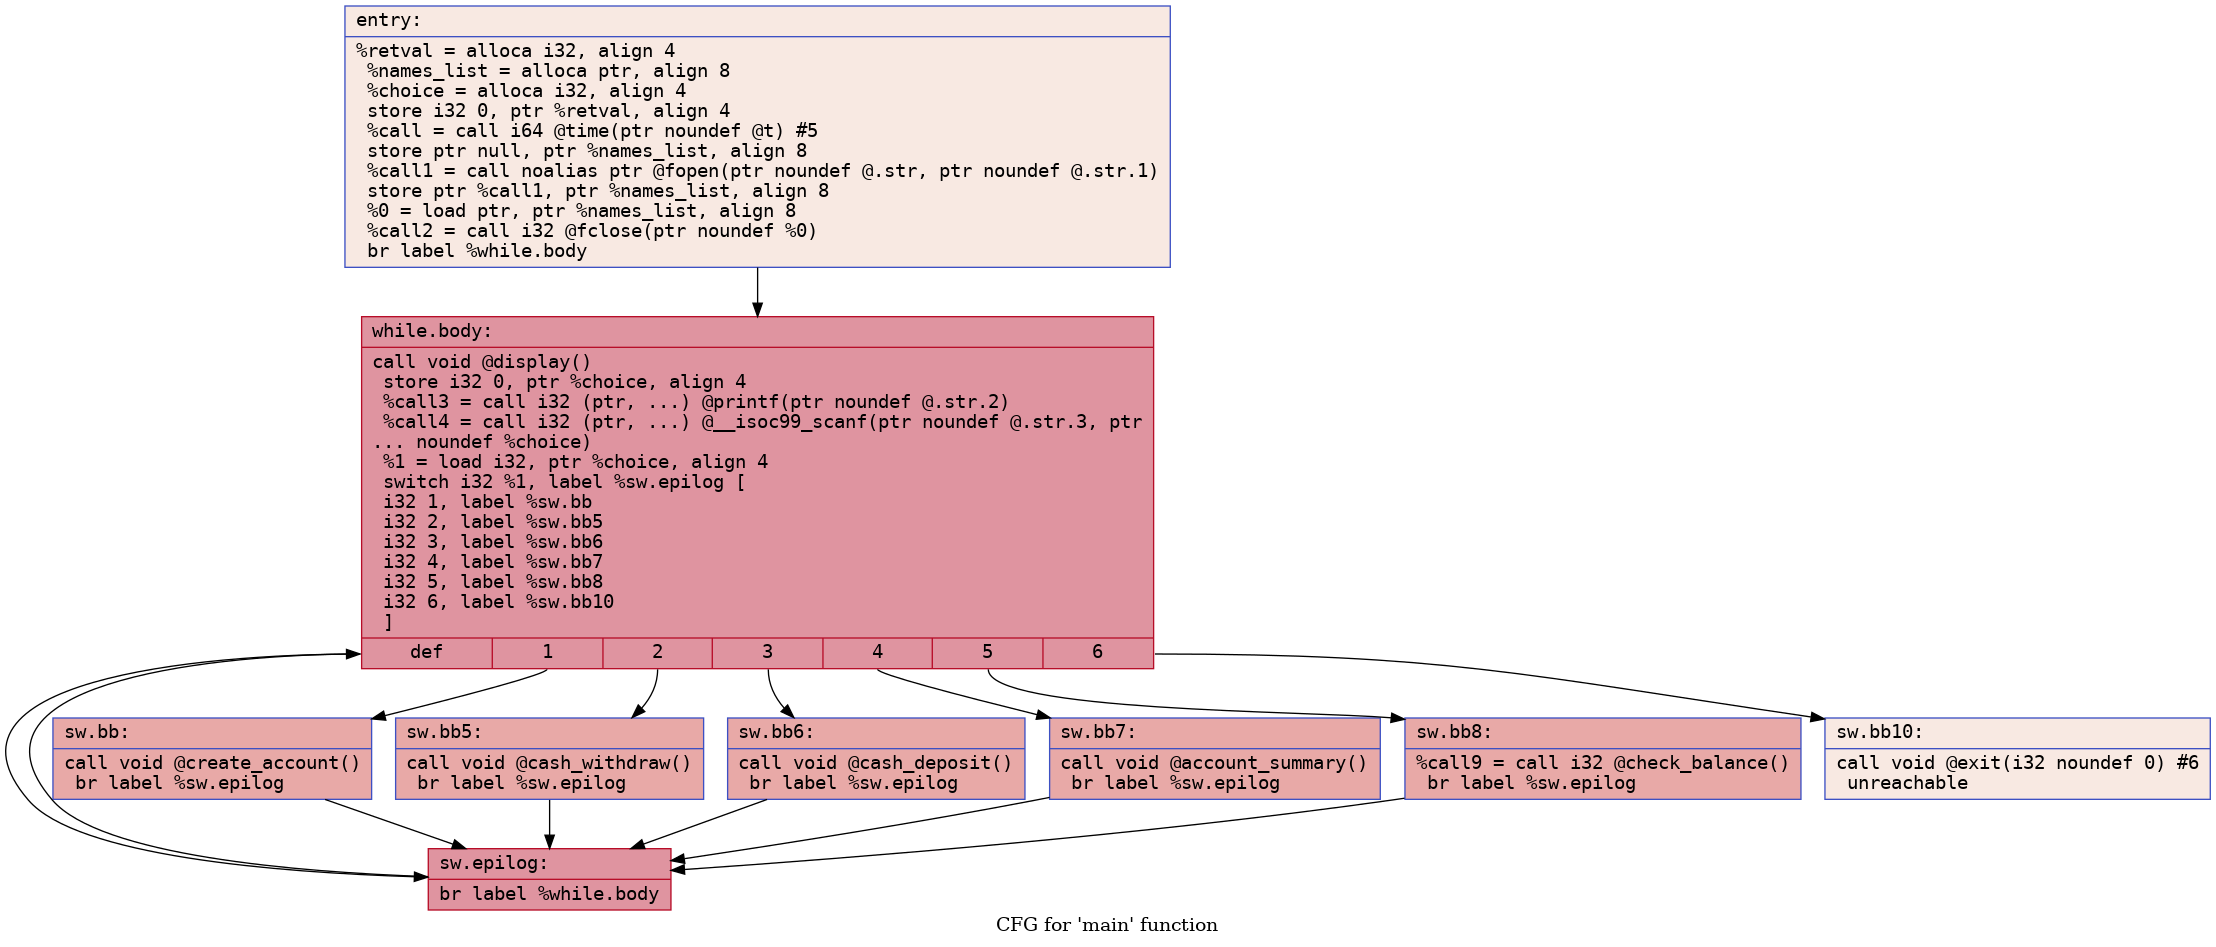 entry:
%retval = alloca i32, align 4
%names_list = alloca ptr, align 8
%choice = alloca i32, align 4
store i32 0, ptr %retval, align 4
%call = call i64 @time(ptr noundef @t) #5
store ptr null, ptr %names_list, align 8
%call1 = call noalias ptr @fopen(ptr noundef @.str, ptr noundef @.str.1)
store ptr %call1, ptr %names_list, align 8
%0 = load ptr, ptr %names_list, align 8
%call2 = call i32 @fclose(ptr noundef %0)
br label %while.body
while.body:
call void @display()
store i32 0, ptr %choice, align 4
%call3 = call i32 (ptr, ...) @printf(ptr noundef @.str.2)
%call4 = call i32 (ptr, ...) @__isoc99_scanf(ptr noundef @.str.3, ptr
... noundef %choice)
%1 = load i32, ptr %choice, align 4
switch i32 %1, label %sw.epilog [
i32 1, label %sw.bb
i32 2, label %sw.bb5
i32 3, label %sw.bb6
i32 4, label %sw.bb7
i32 5, label %sw.bb8
i32 6, label %sw.bb10
]
def 1 2 3 4 5 6
sw.bb:
call void @create_account()
br label %sw.epilog
sw.bb5:
call void @cash_withdraw()
br label %sw.epilog
sw.bb6:
call void @cash_deposit()
br label %sw.epilog
sw.bb7:
call void @account_summary()
br label %sw.epilog
sw.bb8:
%call9 = call i32 @check_balance()
br label %sw.epilog
sw.bb10:
call void @exit(i32 noundef 0) #6
unreachable
sw.epilog:
br label %while.body
CFG for 'main' function